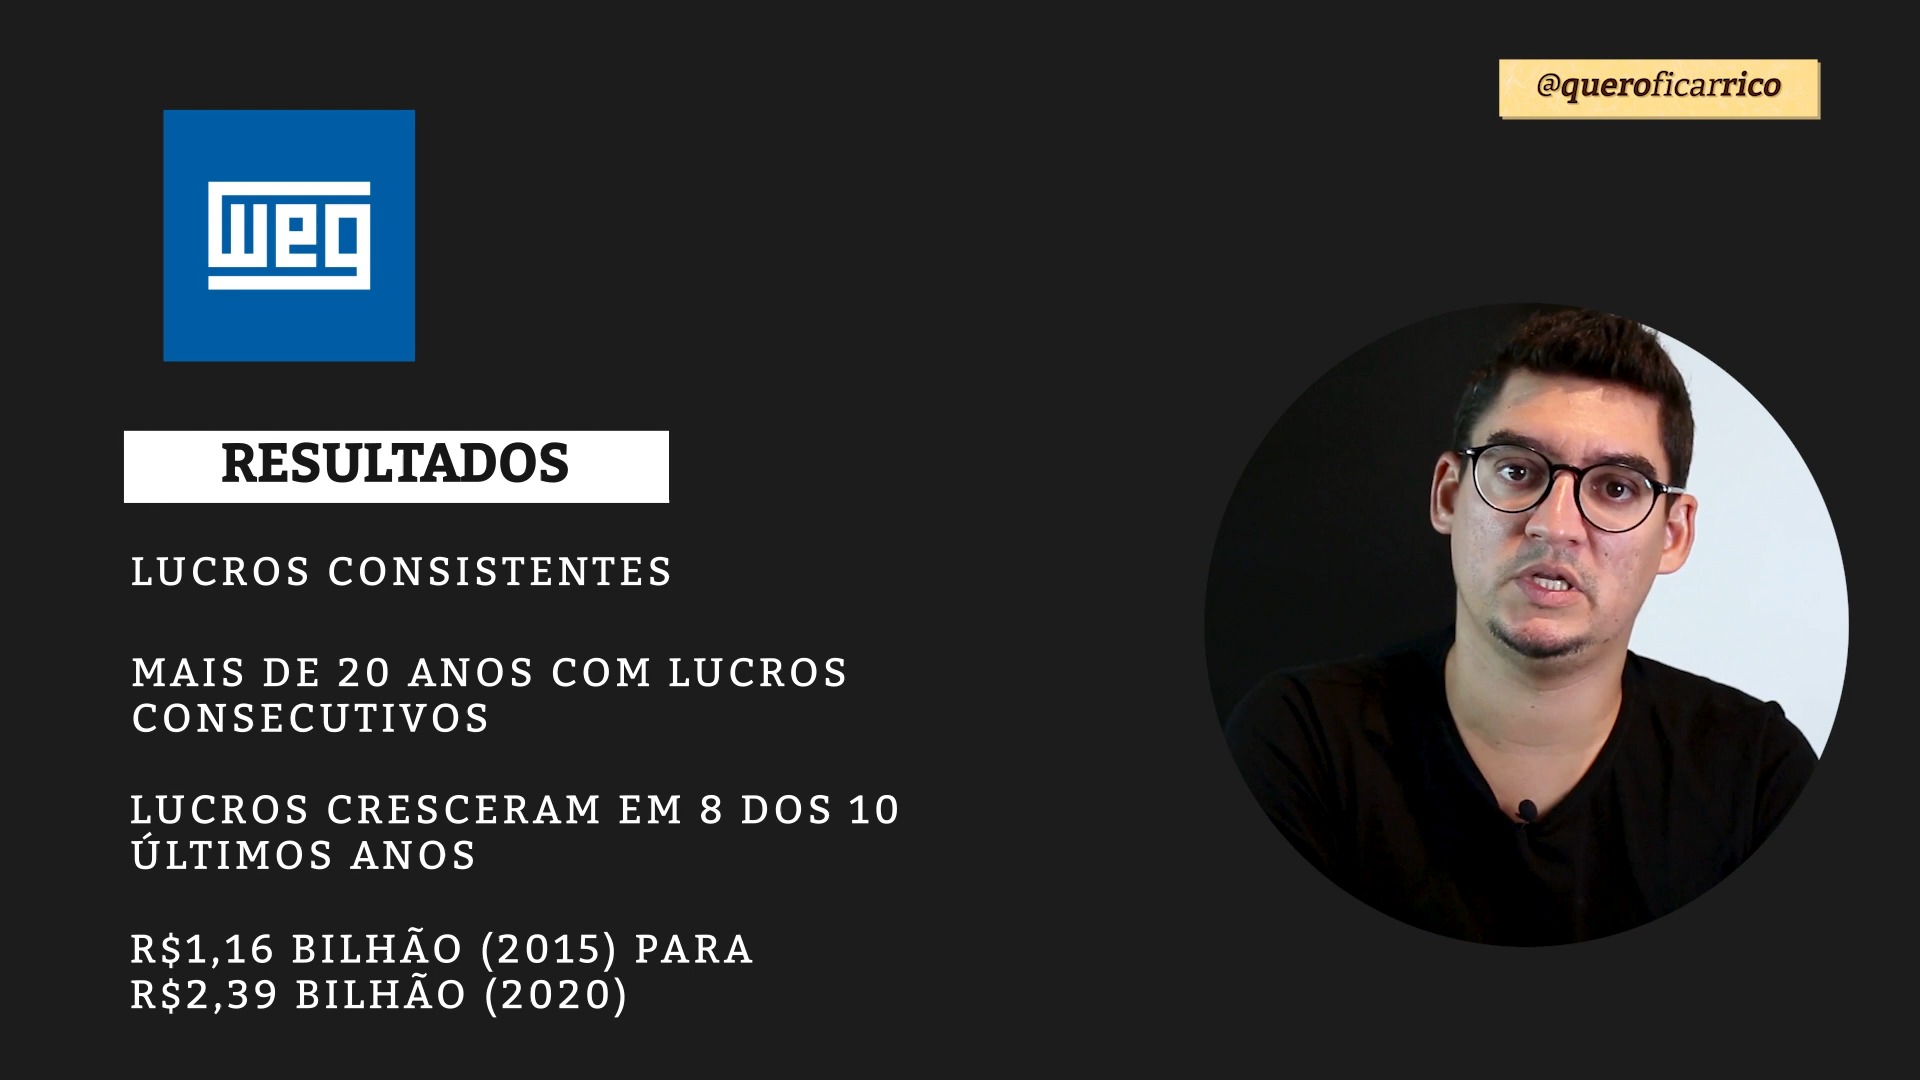 @queroficarrico
weg
RESULTADOS
LUCROS CONSISTENTES
MAIS DE 20 ANOS COM LUCROS
CONSECUTIVOS
LUCROS CRESCERAM EM 8 DOS 10
ÚLTIMOS ANOS
R$1,16 BILHÃO (2015) PARA
R$2,39 BILHÃO (2020)